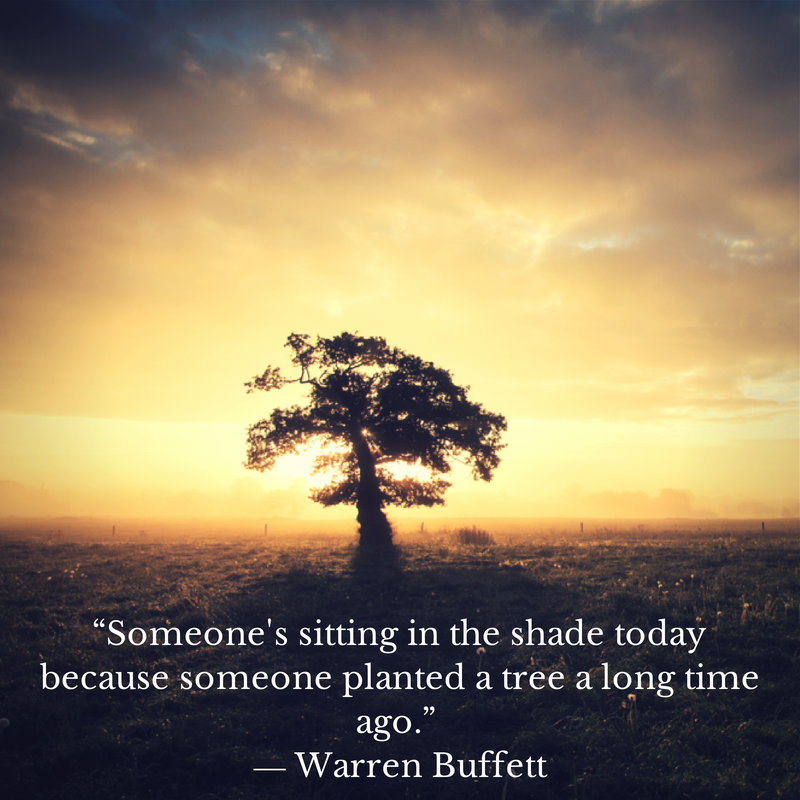 “Someone's sitting in the shade today
because someone planted a tree a long time
ago.”
— Warren Buffett